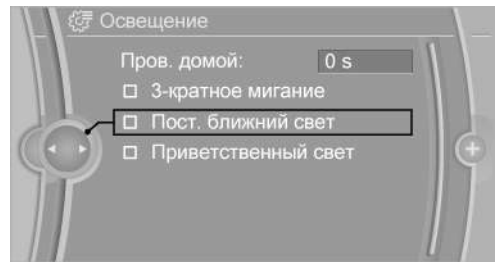 Освещение
Пров. домой: 0 s
3-кратное мигание
Пост. ближний свет
Приветственный свет